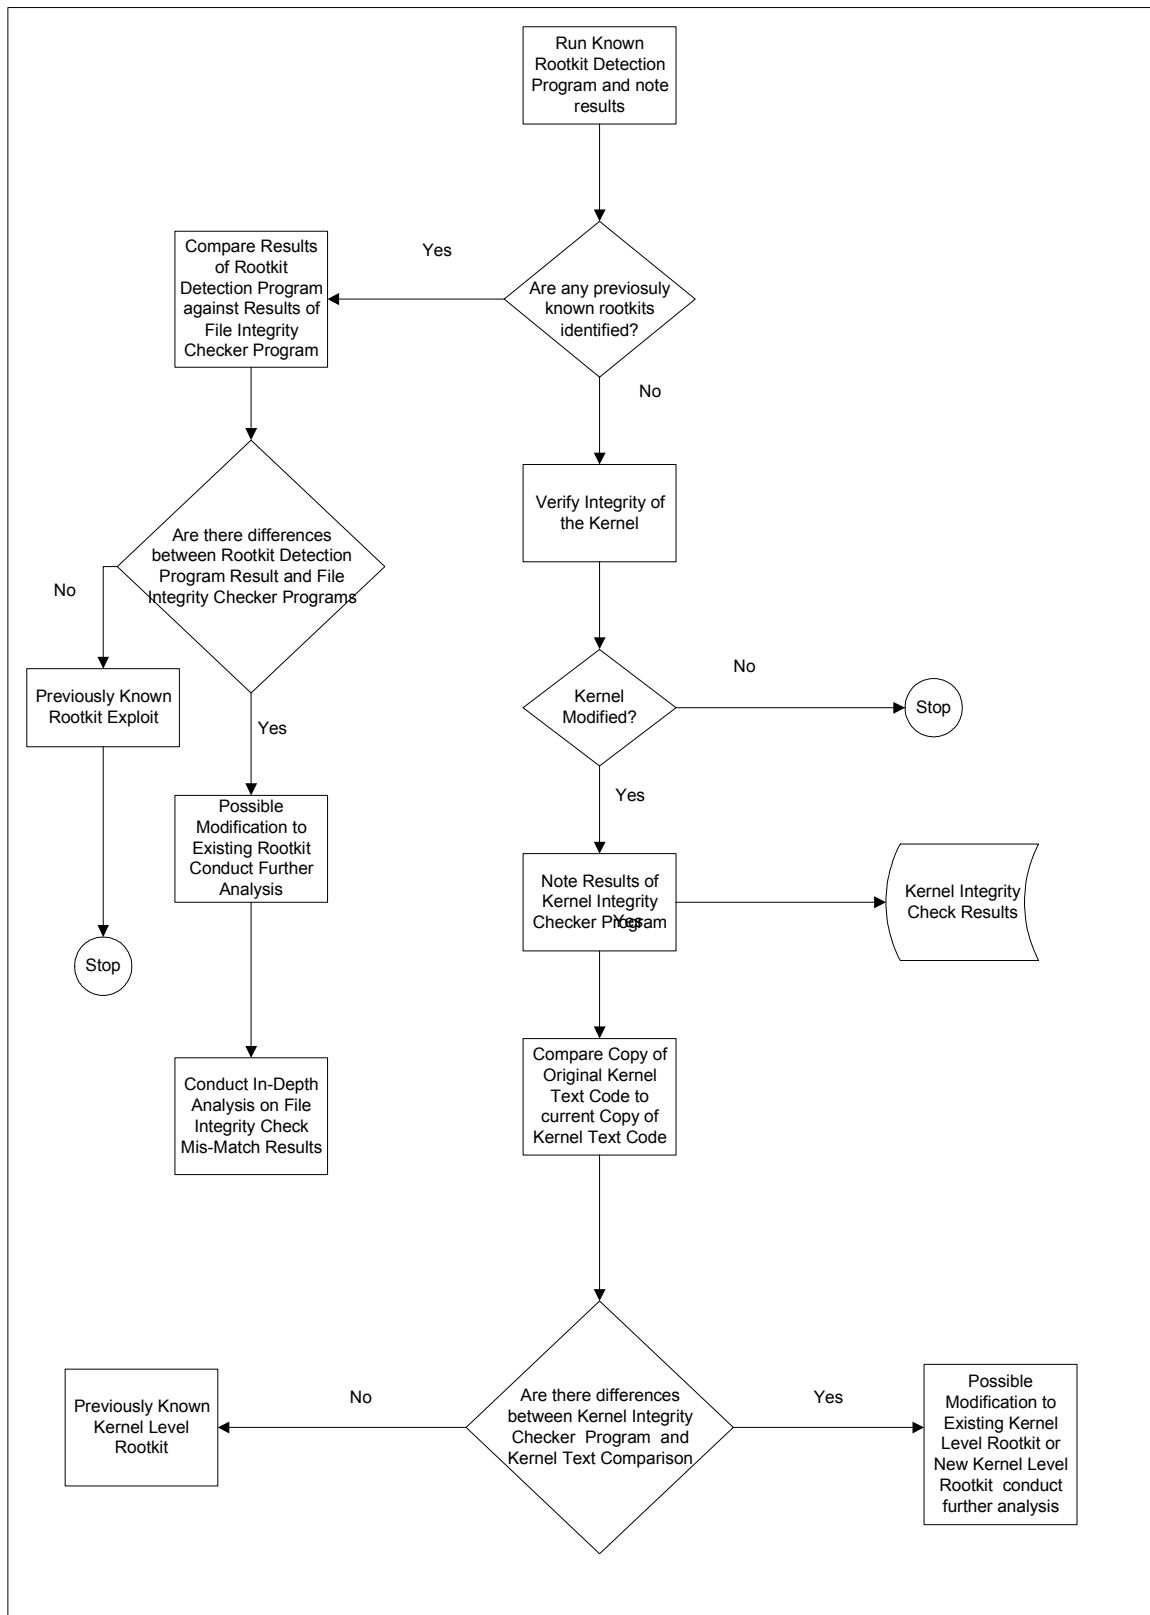 Run Known
Rootkit Detection
Program and note
results
Yes
Compare Results
of Rootkit
Detection Program
against Results of
File Integrity
Checker Program
Are any previosuly
known rootkits
identified?
No
Verify Integrity of
the Kernel
Are there differences
between Rootkit Detection
Program Result and File
Integrity Checker Programs
No
Previously Known
Rootkit Exploit
Yes
Kernel
Modified?
No
Stop
Yes
Possible
Modification to
Existing Rootkit
Conduct Further
Analysis
Note Results of
Kernel Integrity
Checker Program
Yes
Kernel Integrity
Check Results
Stop
Conduct In-Depth
Analysis on File
Integrity Check
Mis-Match Results
Compare Copy of
Original Kernel
Text Code to
current Copy of
Kernel Text Code
Previously Known
Kernel Level
Rootkit
No
Are there differences
between Kernel Integrity
Checker Program and
Kernel Text Comparison
Yes
Possible
Modification to
Existing Kernel
Level Rootkit or
New Kernel Level
Rootkit conduct
further analysis